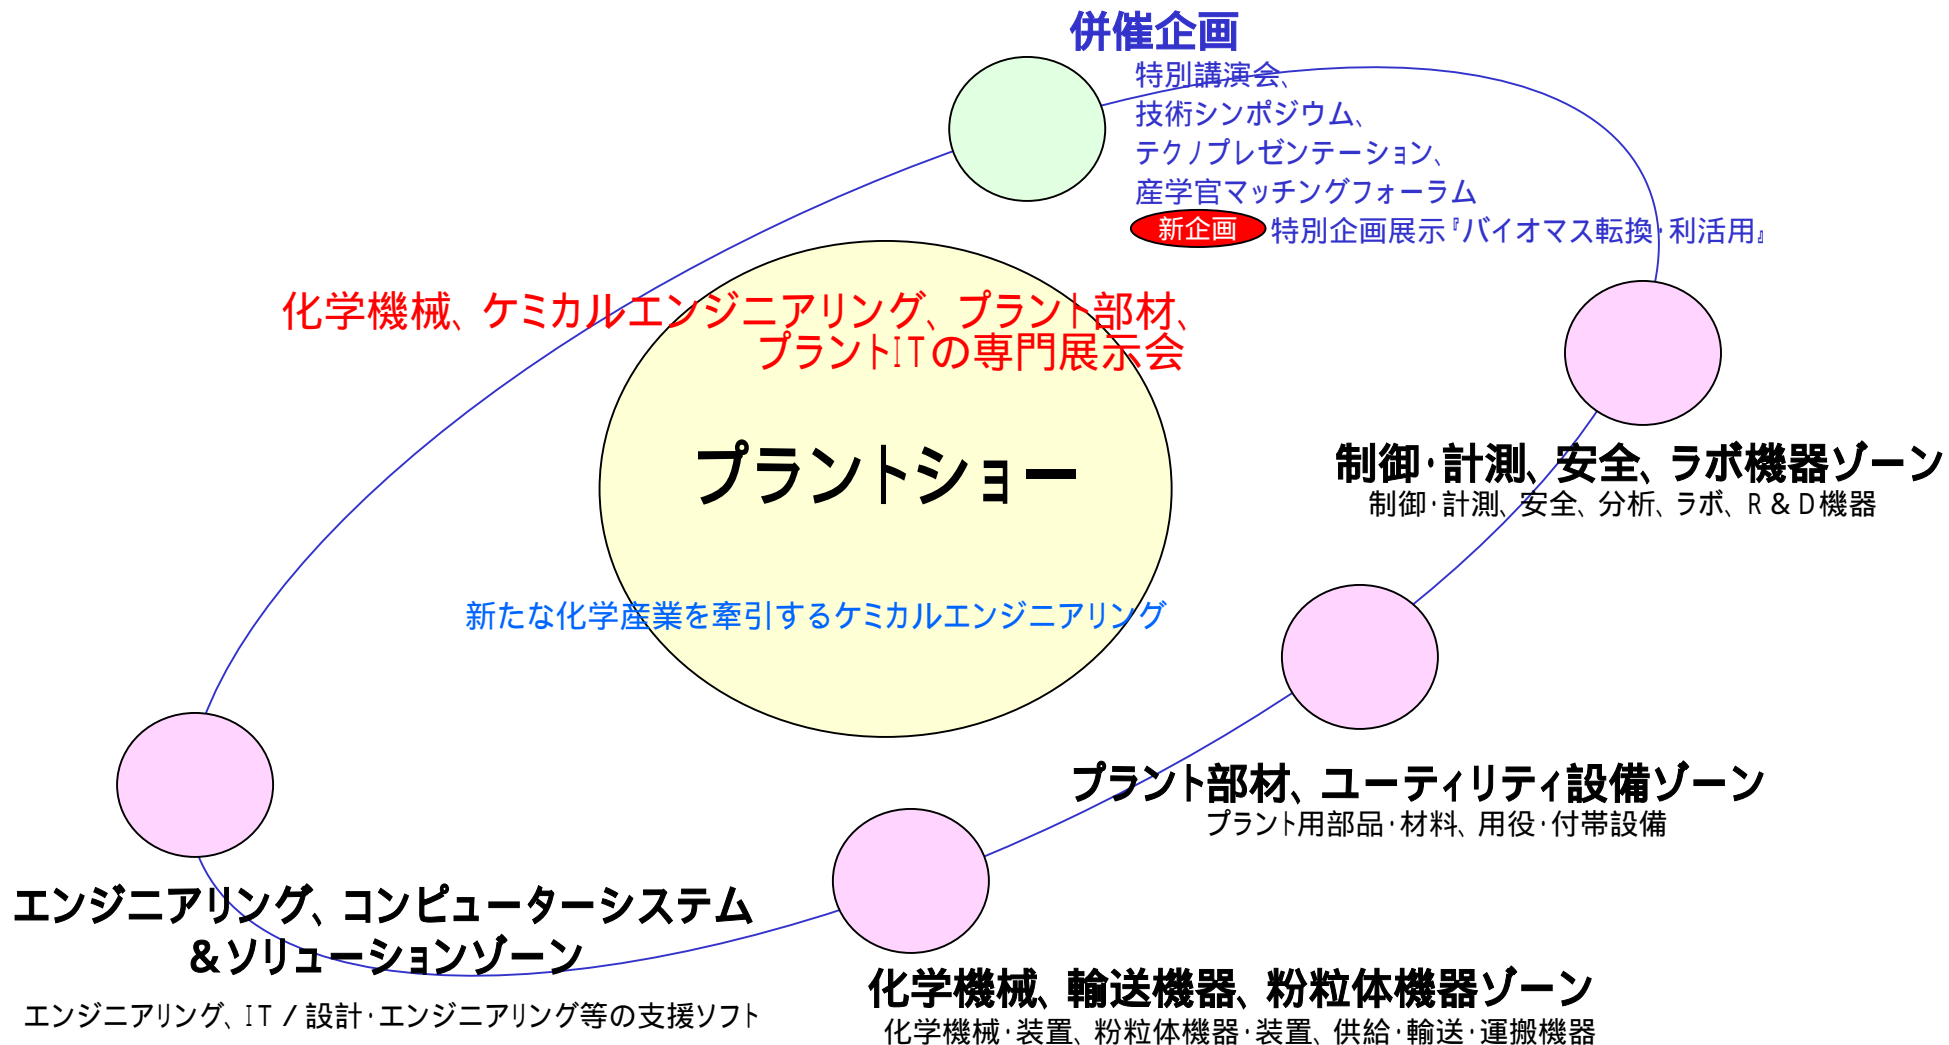 併催企画
特別講演会、
技術シンポジウム、
テクノプレゼンテーション、
産学官マッチングフォーラム
新企画 特別企画展示『バイオマス転換・利活用』
化学機械、ケミカルエンジニアリング、プラント部材、
プラントITの専門展示会
プラントショー
新たな化学産業を牽引するケミカルエンジニアリング
制御・計測、安全、ラボ機器ゾーン
制御・計測、安全、分析、ラボ、R&D機器
プラント部材、ユーティリティ設備ゾーン
プラント用部品・材料、用役・付帯設備
エンジニアリング、コンピューターシステム
&ソリューションゾーン
エンジニアリング、IT/設計・エンジニアリング等の支援ソフト
化学機械、輸送機器、粉粒体機器ゾーン
化学機械・装置、粉粒体機器・装置、供給・輸送・運搬機器